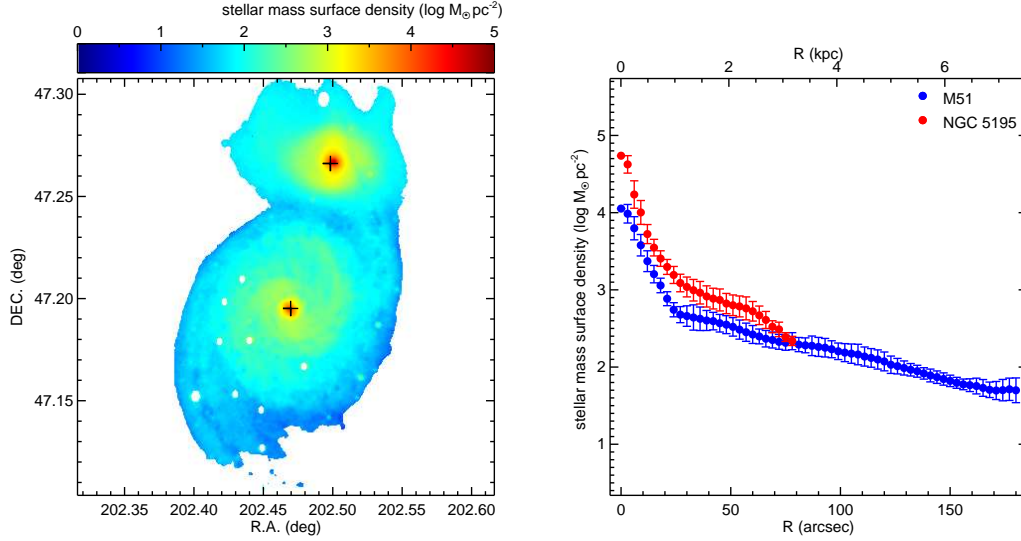 stellar mass surface density (log M⊙ pc-2)
0 1 2 3 4 5
47.30
47.25
47.20
47.15
DEC. (deg)
202.35 202.40 202.45 202.50 202.55 202.60
R.A. (deg)
R (kpc)
0 2 4 6
M51
NGC 5195
5
4
3
2
1
stellar mass surface density (log M⊙ pc-2)
0 50 100 150
R (arcsec)